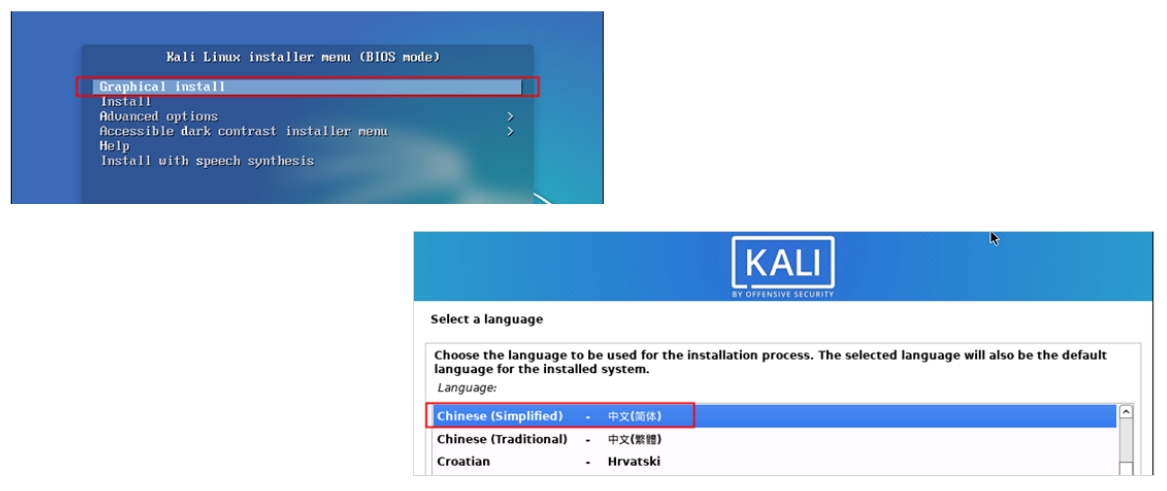 Kali Linux installer menu (BIOS mode)
Graphical install
Install
Advanced options >
Accessible dark contrast installer menu >
Help
Install with speech synthesis
KALI
BY OFFENSIVE SECURITY
Select a language
Choose the language to be used for the installation process. The selected language will also be the default
language for the installed system.
Language:
Chinese (Simplified) - 中文(简体)
Chinese (Traditional) - 中文(繁體)
Croatian - Hrvatski